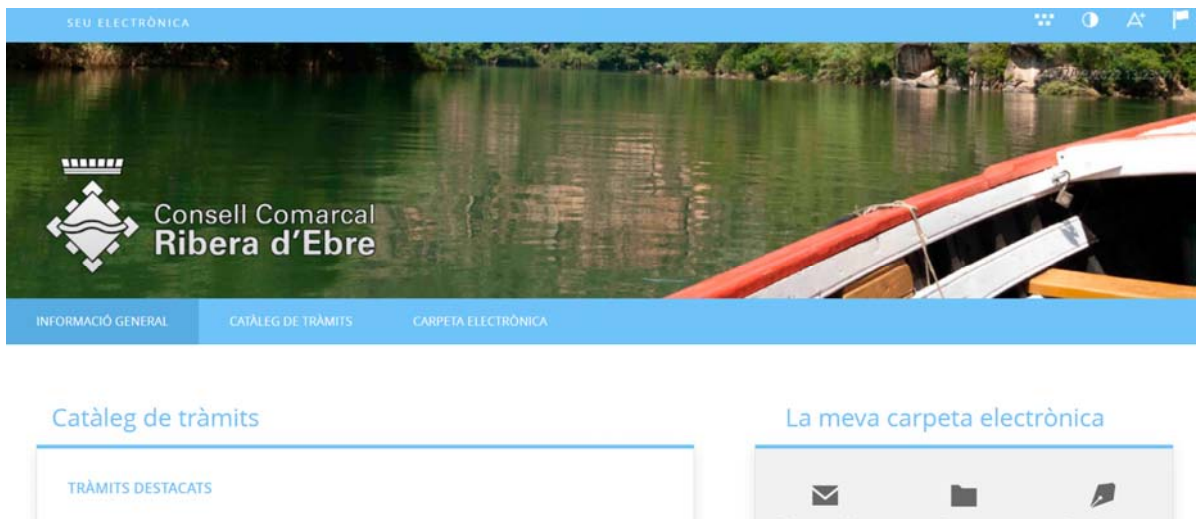 SEU ELECTRÒNICA
Consell Comarcal
Ribera d'Ebre
INFORMACIÓ GENERAL
CATÀLEG DE TRÀMITS
CARPETA ELECTRÒNICA
Catàleg de tràmits
La meva carpeta electrònica
TRÀMITS DESTACATS